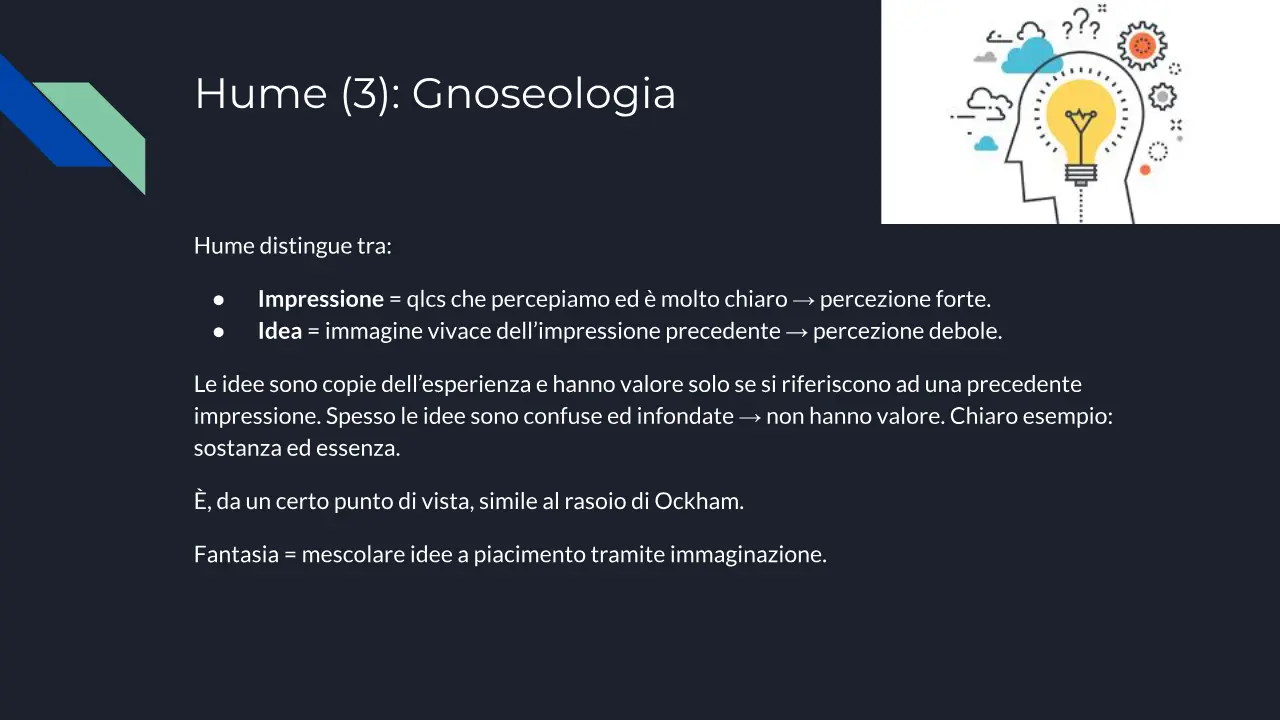 Hume (3): Gnoseologia
???
Hume distingue tra:
● Impressione = qlcs che percepiamo ed è molto chiaro → percezione forte.
● Idea = immagine vivace dell’impressione precedente → percezione debole.
Le idee sono copie dell’esperienza e hanno valore solo se si riferiscono ad una precedente
impressione. Spesso le idee sono confuse ed infondate → non hanno valore. Chiaro esempio:
sostanza ed essenza.
È, da un certo punto di vista, simile al rasoio di Ockham.
Fantasia = mescolare idee a piacimento tramite immaginazione.